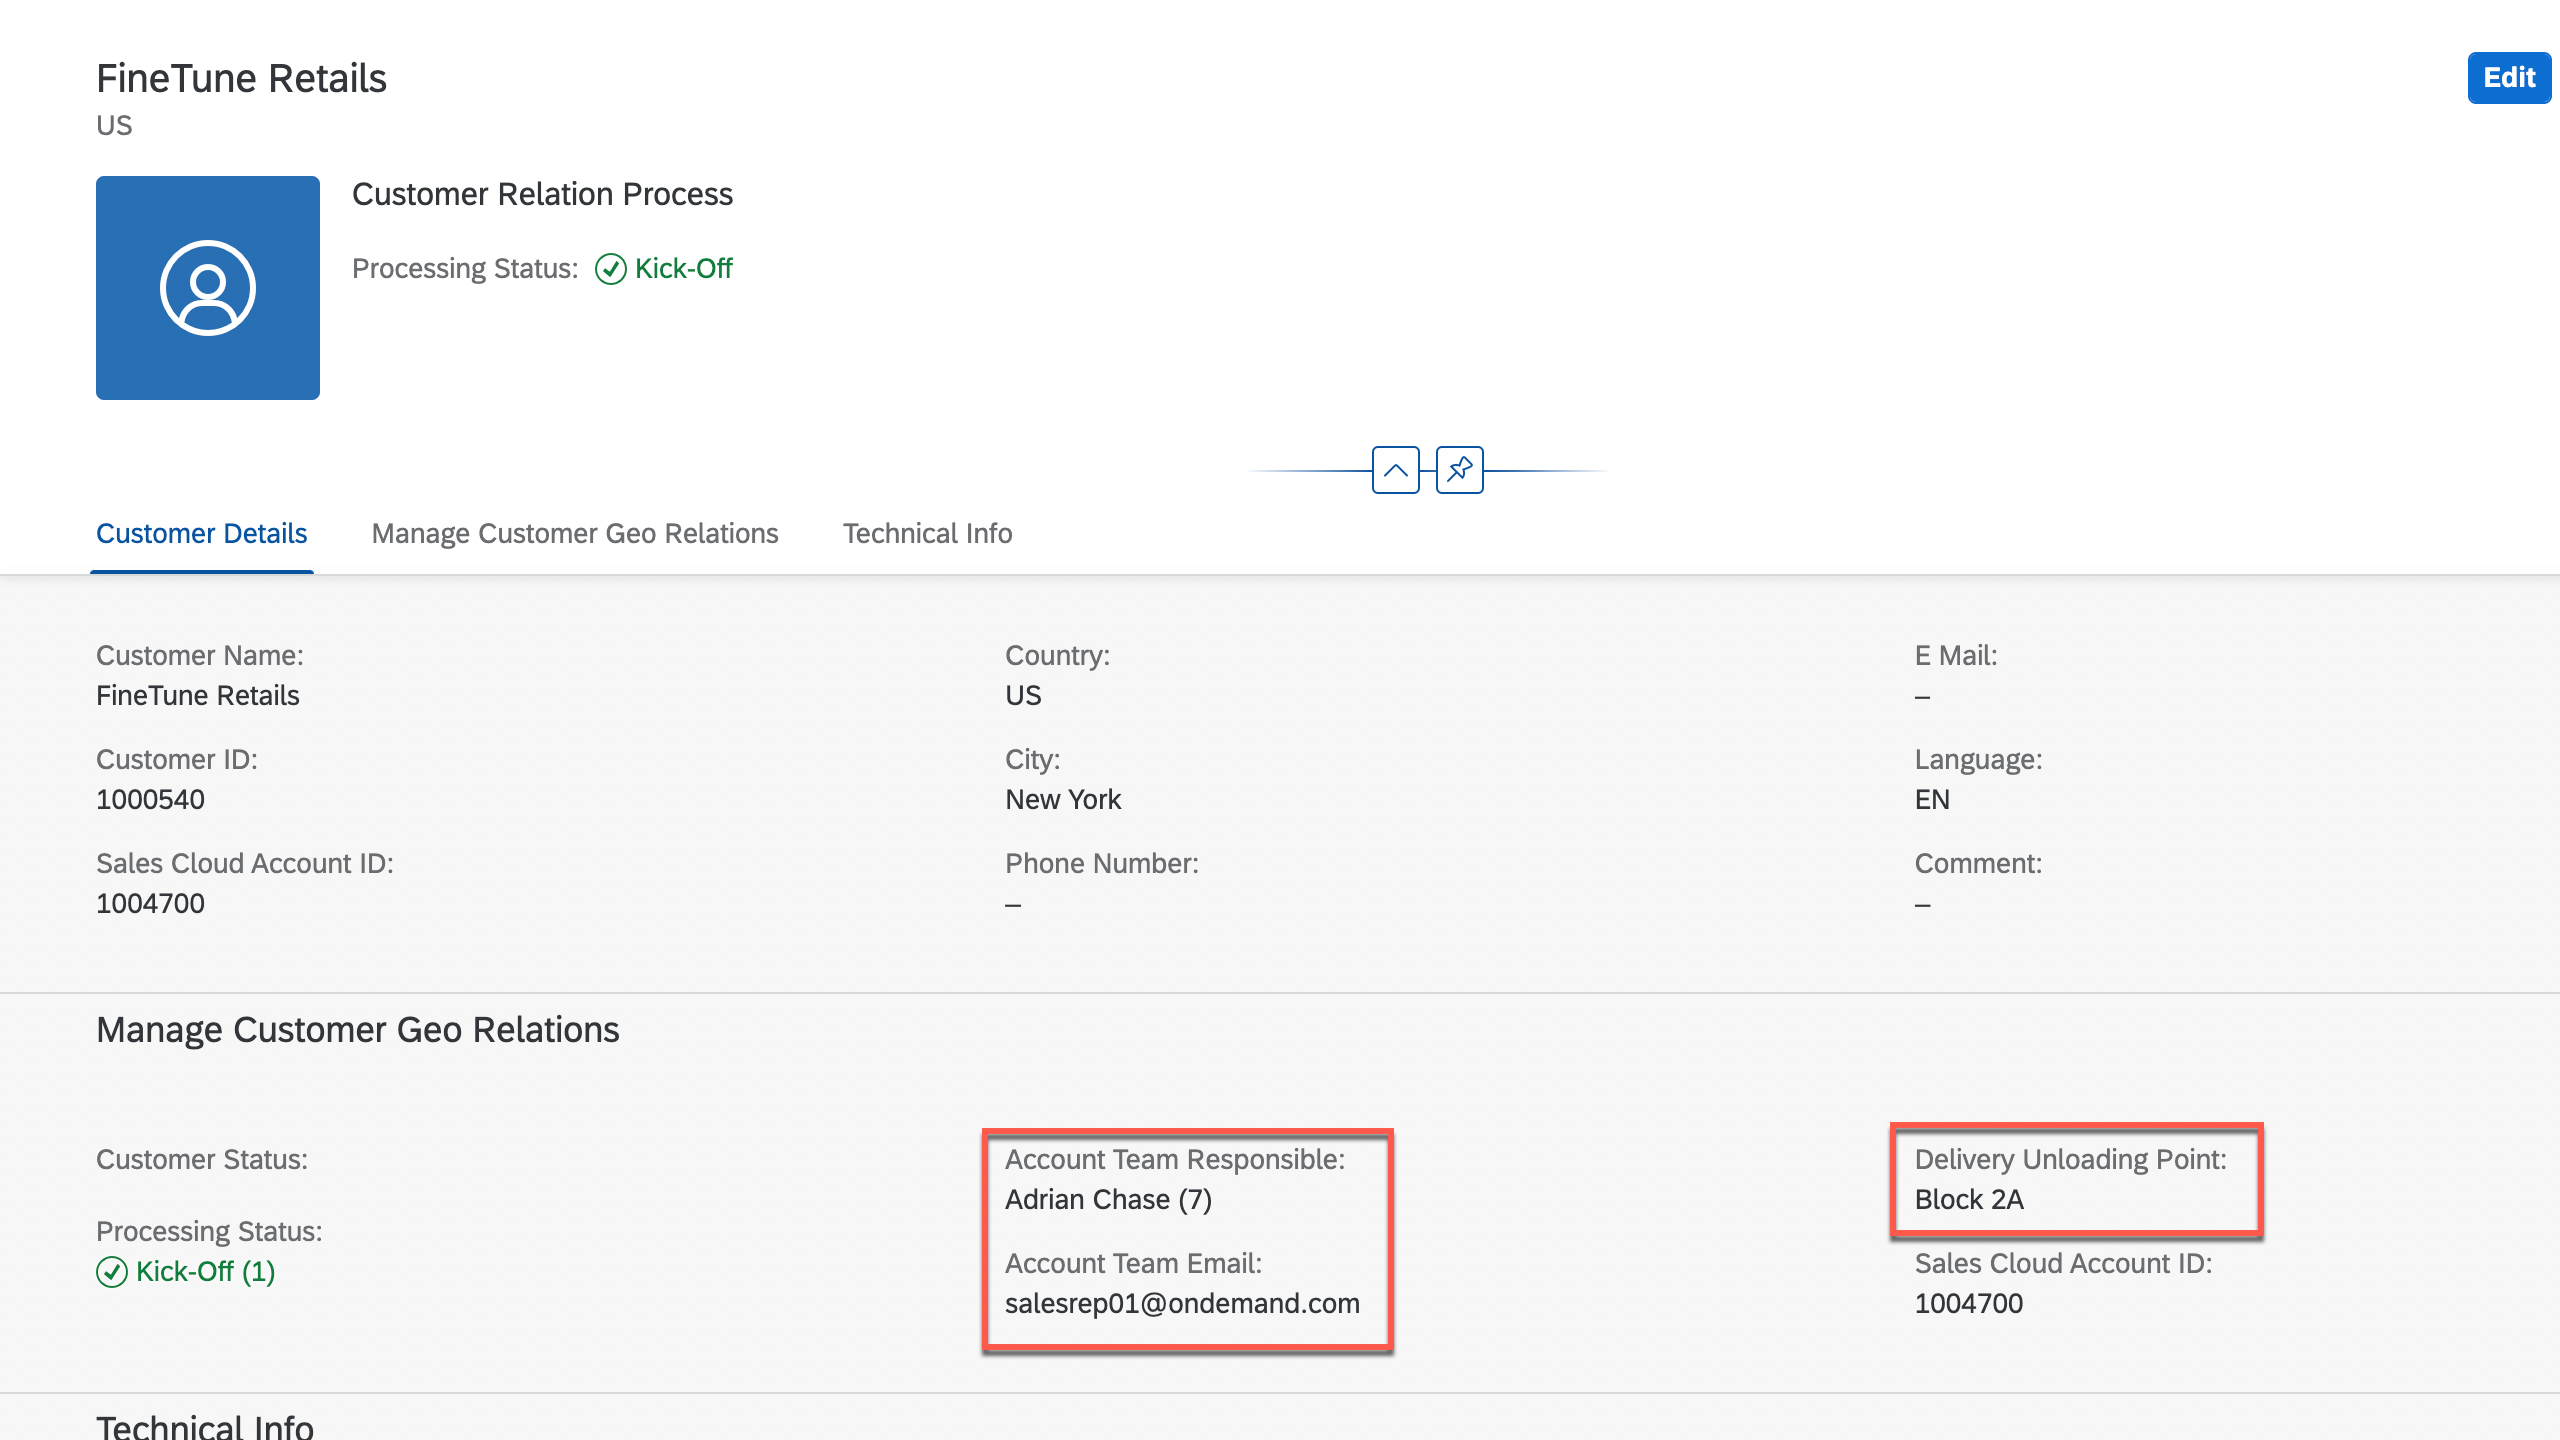 FineTune Retails
Edit
US
Customer Relation Process
Processing Status: Kick-Off
Customer Details Manage Customer Geo Relations Technical Info
Customer Name:
FineTune Retails
Customer ID:
1000540
Sales Cloud Account ID:
1004700
Country:
US
City:
New York
Phone Number:
–
E Mail:
–
Language:
EN
Comment:
–
Manage Customer Geo Relations
Customer Status:
Processing Status:
Kick-Off (1)
Account Team Responsible:
Adrian Chase (7)
Account Team Email:
salesrep01@ondemand.com
Delivery Unloading Point:
Block 2A
Sales Cloud Account ID:
1004700
Technical Info